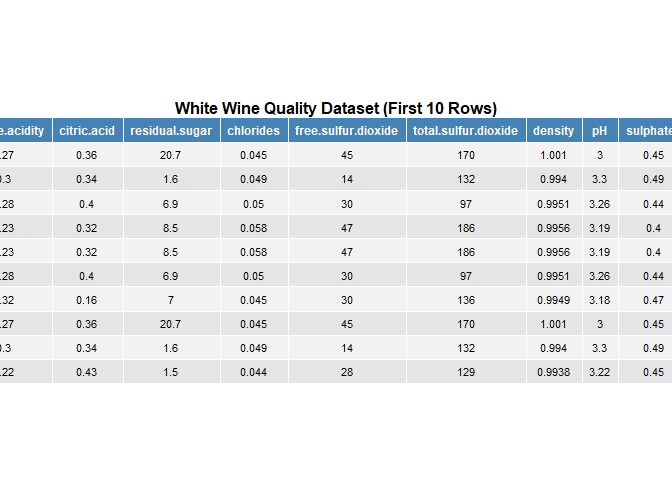 White Wine Quality Dataset (First 10 Rows)
e.acidity citric.acid residual.sugar chlorides free.sulfur.dioxide total.sulfur.dioxide density pH sulphate
.27 0.36 20.7 0.045 45 170 1.001 3 0.45
0.3 0.34 1.6 0.049 14 132 0.994 3.3 0.49
.28 0.4 6.9 0.05 30 97 0.9951 3.26 0.44
.23 0.32 8.5 0.058 47 186 0.9956 3.19 0.4
.23 0.32 8.5 0.058 47 186 0.9956 3.19 0.4
.28 0.4 6.9 0.05 30 97 0.9951 3.26 0.44
.32 0.16 7 0.045 30 136 0.9949 3.18 0.47
.27 0.36 20.7 0.045 45 170 1.001 3 0.45
0.3 0.34 1.6 0.049 14 132 0.994 3.3 0.49
.22 0.43 1.5 0.044 28 129 0.9938 3.22 0.45